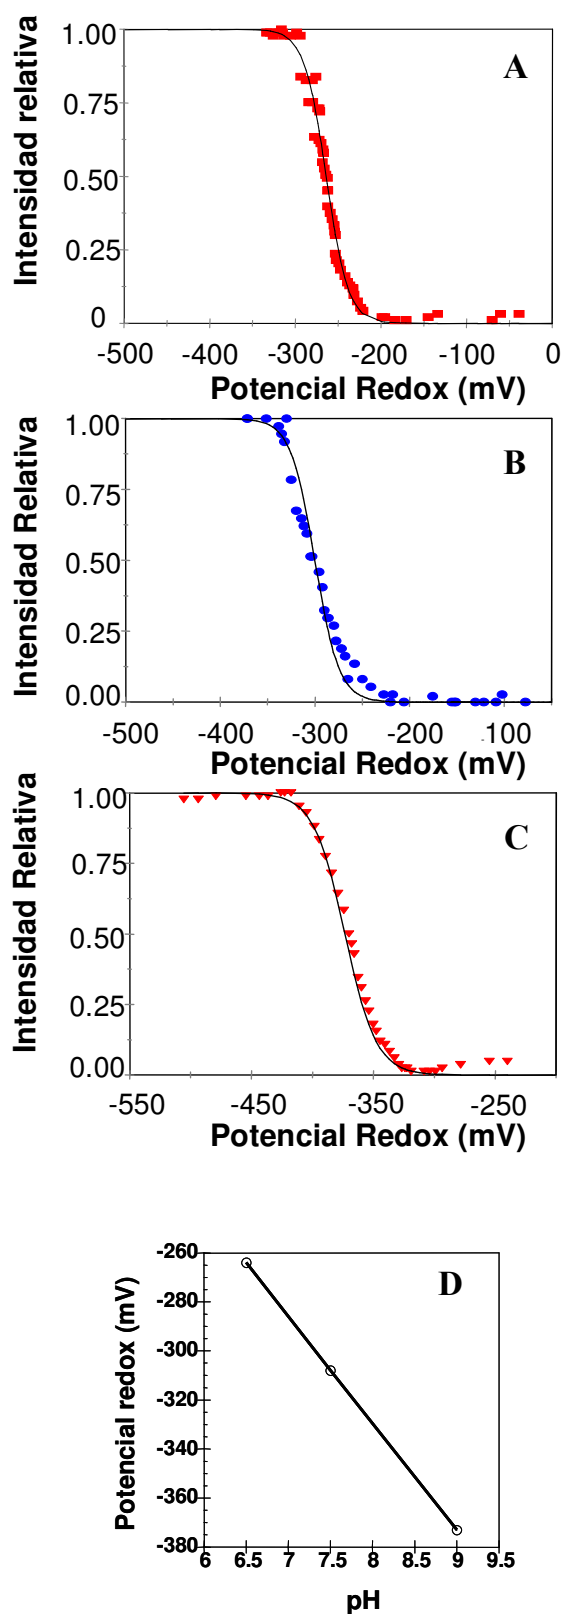 Intensidad relativa
A
1.00
0.75
0.50
0.25
0
-500 -400 -300 -200 -100 0
Potencial Redox (mV)
Intensidad Relativa
B
1.00
0.75
0.50
0.25
0.00
-500 -400 -300 -200 -100
Potencial Redox (mV)
Intensidad Relativa
C
1.00
0.75
0.50
0.25
0.00
-550 -450 -350 -250
Potencial Redox (mV)
Potencial redox (mV)
D
-260
-280
-300
-320
-340
-360
-380
6 6.5 7 7.5 8 8.5 9 9.5
pH